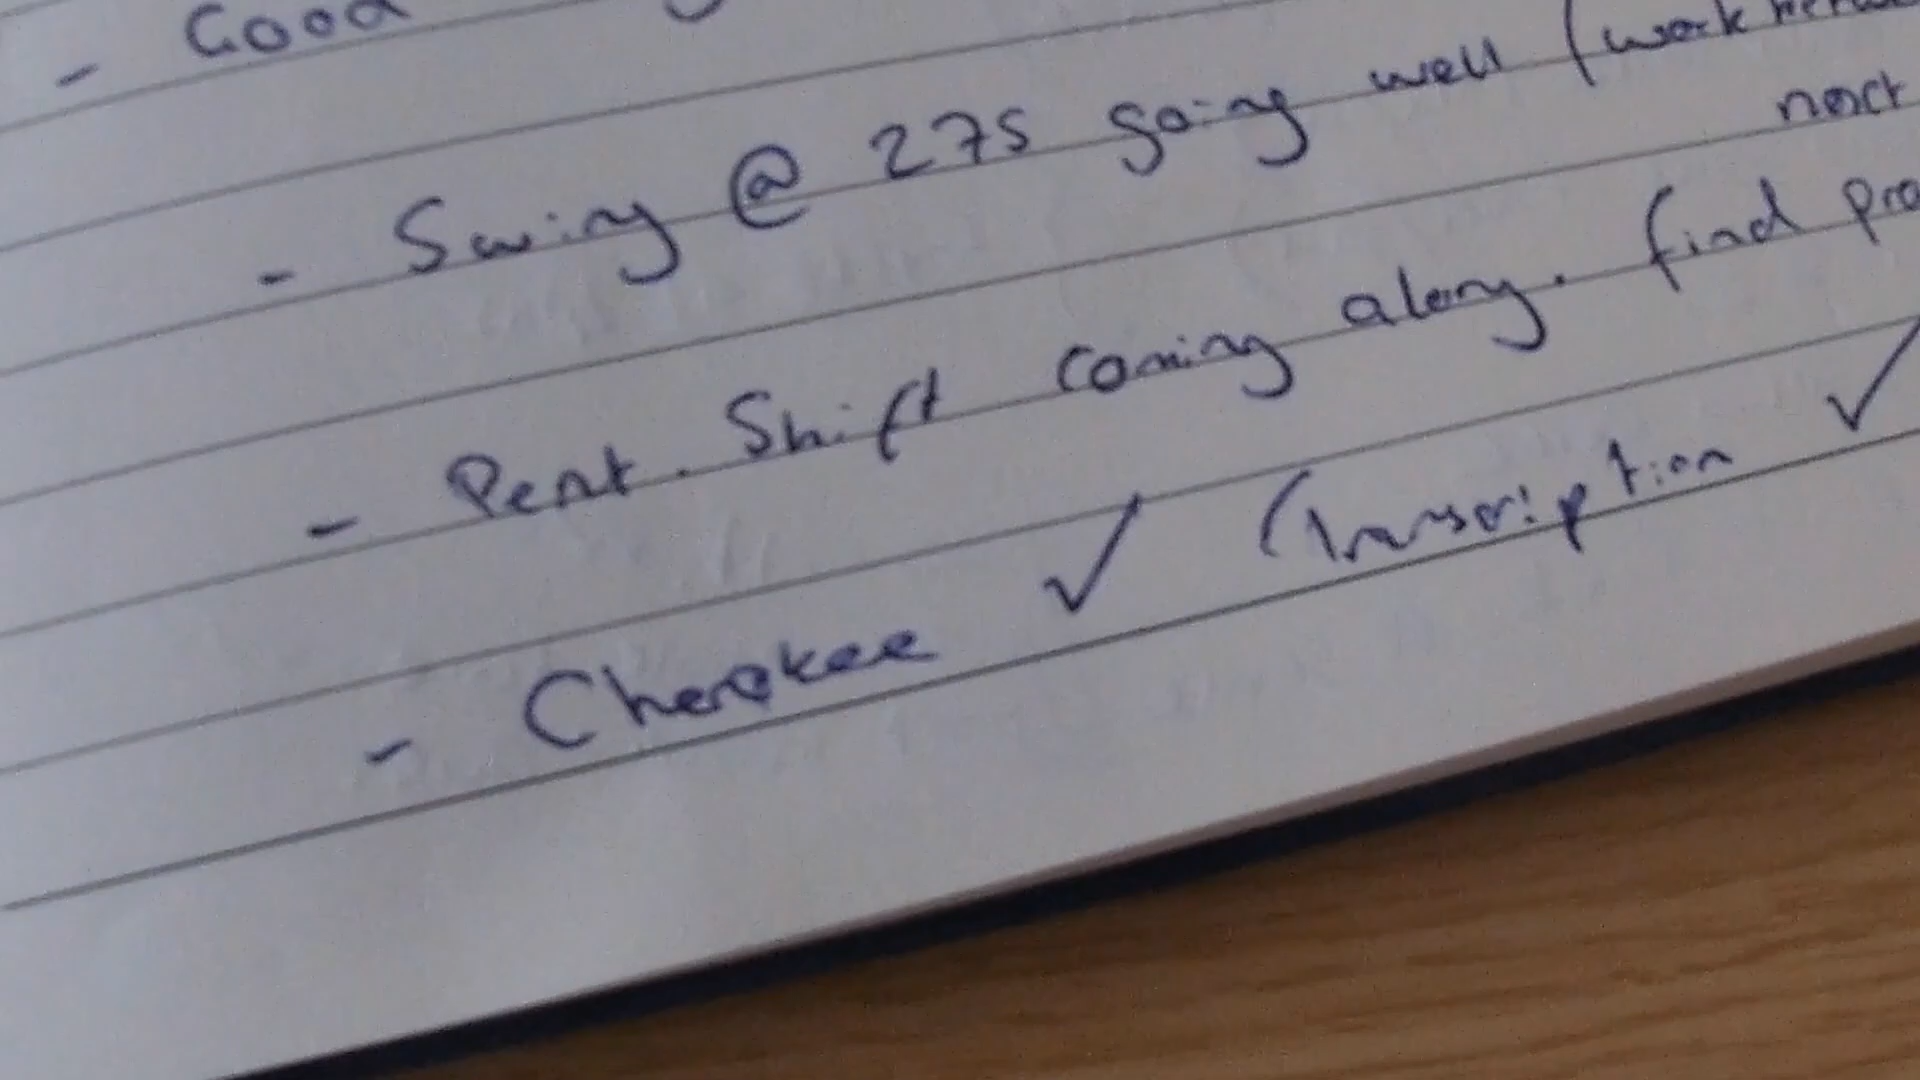 - Good
- Swing @ 275 going well (work
next
- Pent. Shift coming along. find
- Cherokee ✓ (Transcription ✓